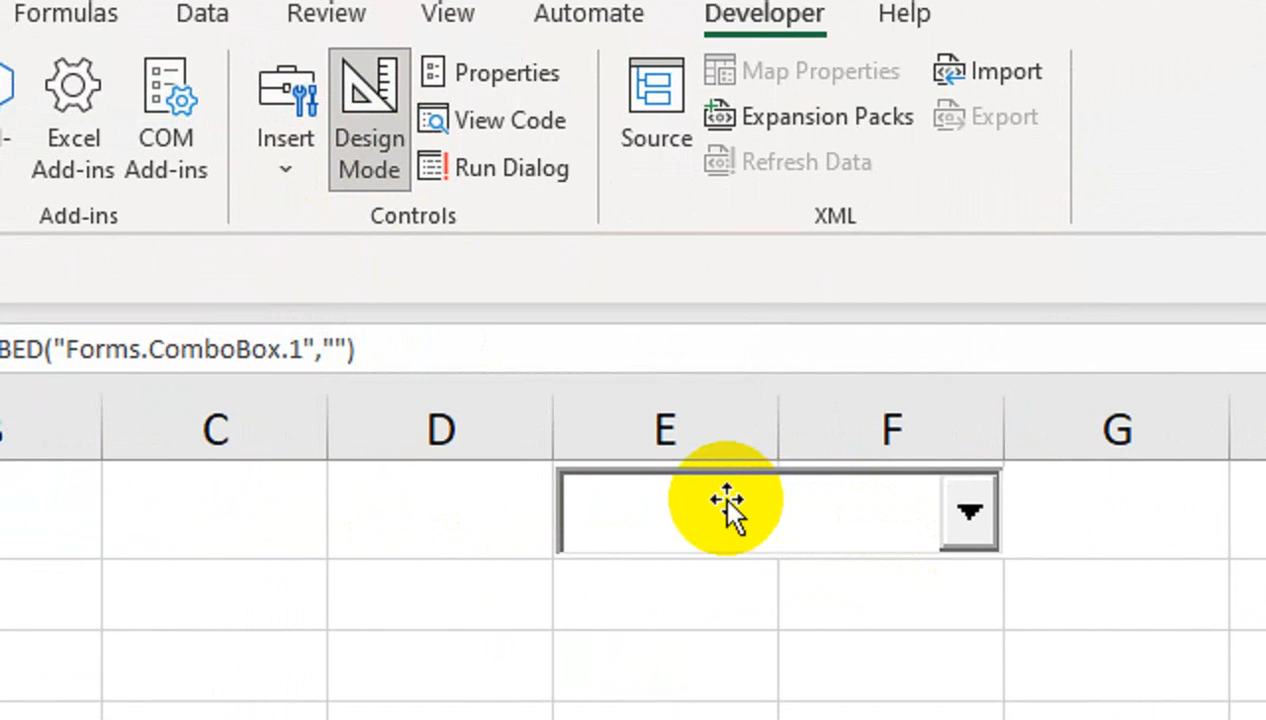 Formulas Data Review View Automate Developer Help
Excel Add-ins
COM Add-ins
Insert
Design Mode
Properties
View Code
Run Dialog
Source
Map Properties
Expansion Packs
Refresh Data
Import
Export
Add-ins Controls XML
BED("Forms.ComboBox.1","")
C D E F G